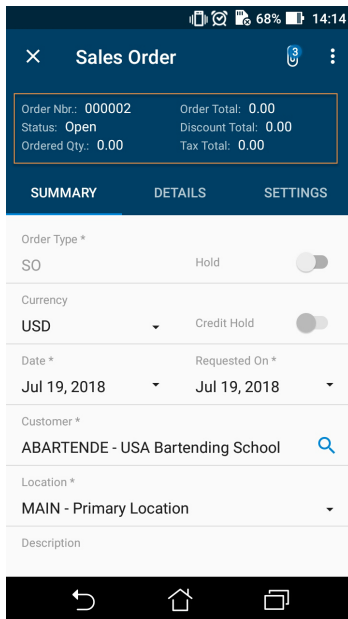 68% 14:14
Sales Order 3
Order Nbr.: 000002 Order Total: 0.00
Status: Open Discount Total: 0.00
Ordered Qty.: 0.00 Tax Total: 0.00
SUMMARY DETAILS SETTINGS
Order Type *
SO Hold
Currency
USD Credit Hold
Date * Requested On *
Jul 19, 2018 Jul 19, 2018
Customer *
ABARTENDE - USA Bartending School
Location *
MAIN - Primary Location
Description